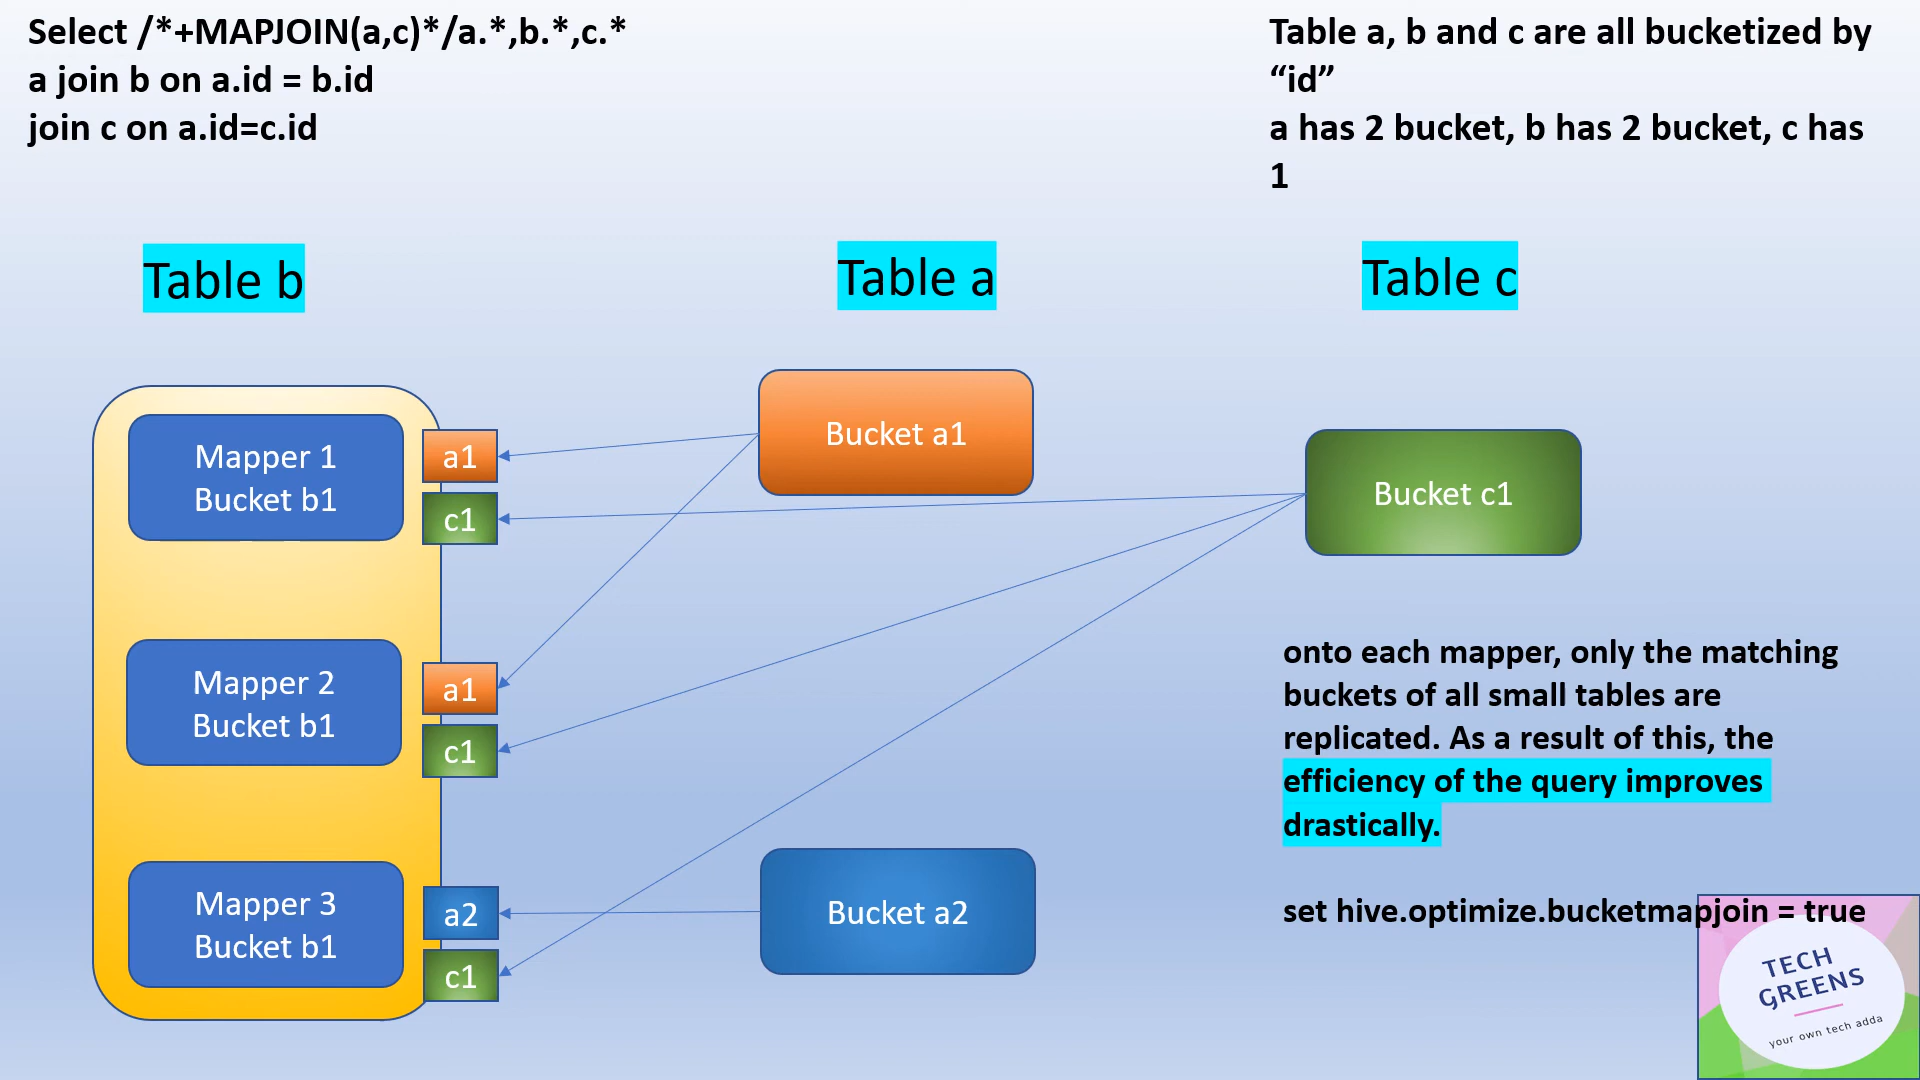 Select /*+MAPJOIN(a,c)*/a.*,b.*,c.*
a join b on a.id = b.id
join c on a.id=c.id
Table a, b and c are all bucketized by
“id”
a has 2 bucket, b has 2 bucket, c has
1
Table b
Table a
Table c
Mapper 1
Bucket b1
a1
c1
Bucket a1
Bucket c1
Mapper 2
Bucket b1
a1
c1
Mapper 3
Bucket b1
a2
c1
Bucket a2
onto each mapper, only the matching
buckets of all small tables are
replicated. As a result of this, the
efficiency of the query improves
drastically.
set hive.optimize.bucketmapjoin = true
TECH
GREENS
your own tech adda